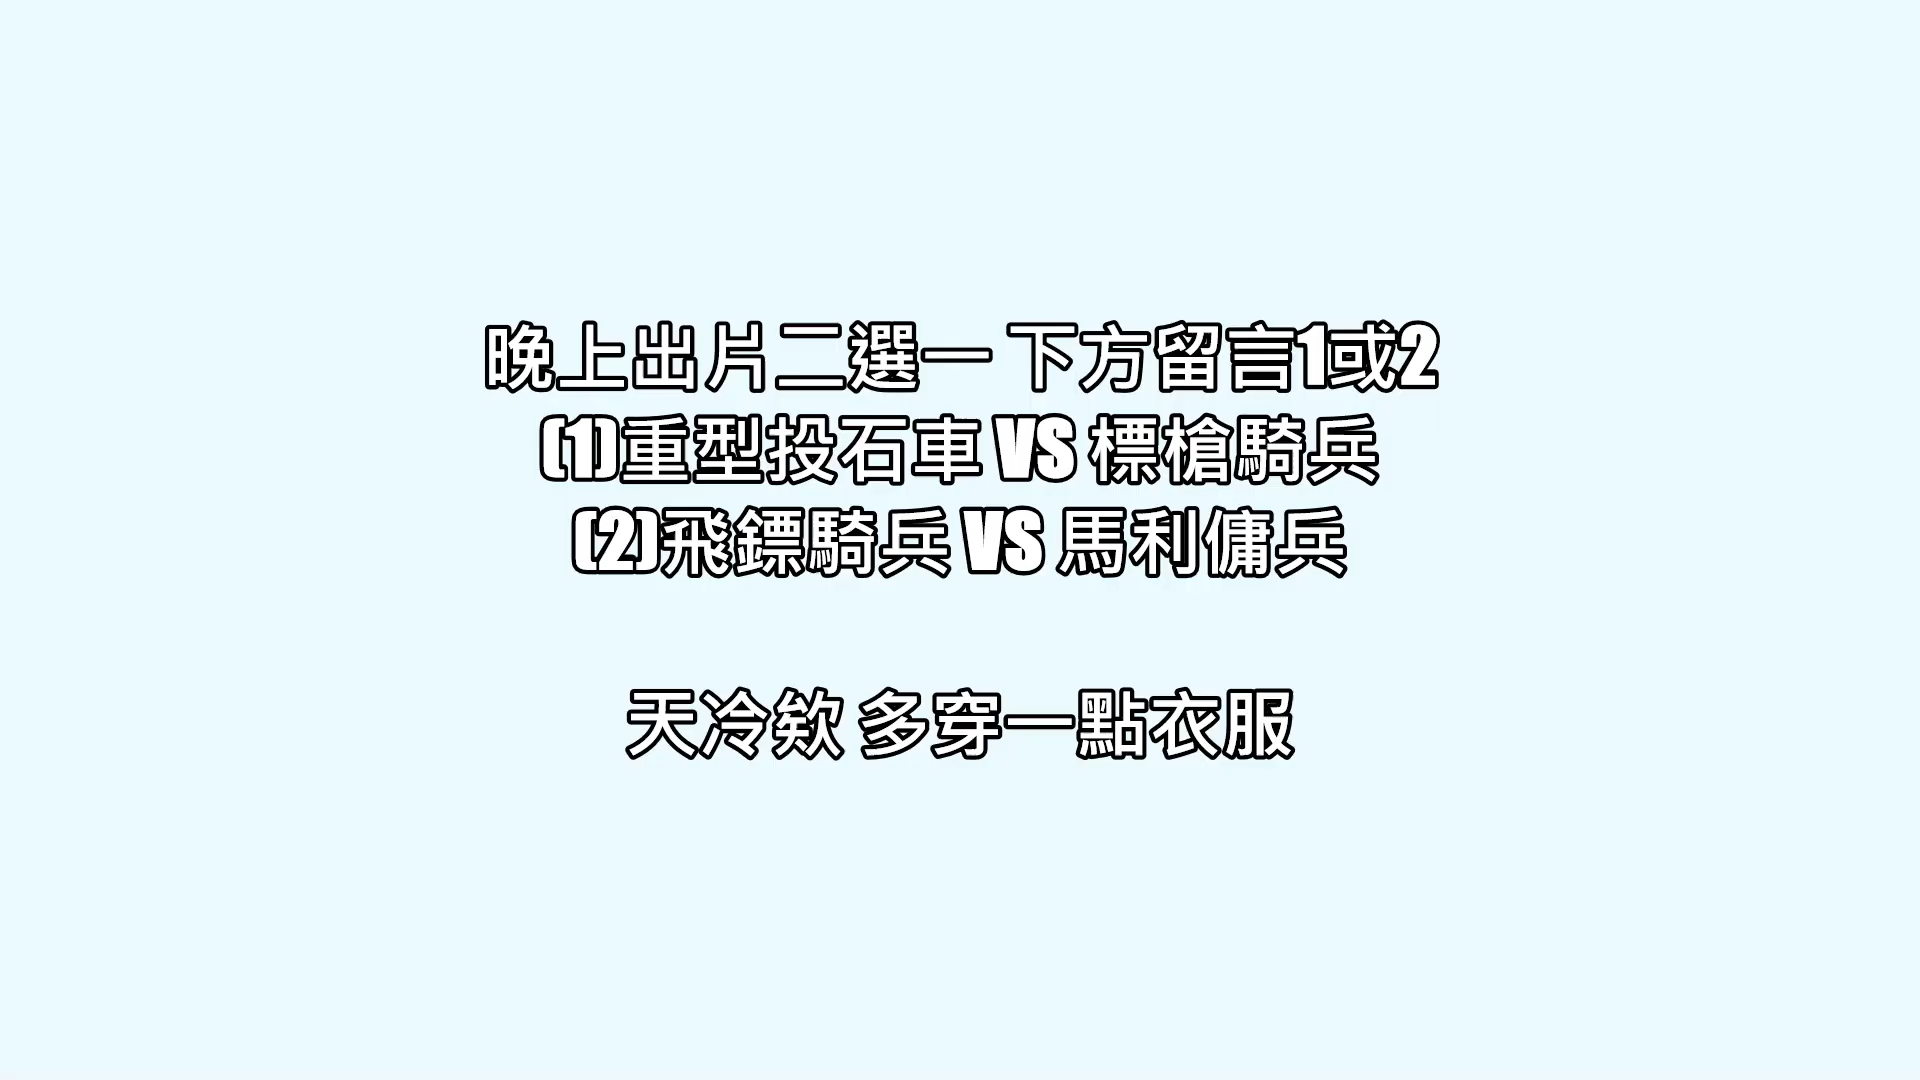 晚上出片二選一 下方留言1或2
(1)重型投石車 VS 標槍騎兵
(2)飛鏢騎兵 VS 馬利傭兵
天冷欸 多穿一點衣服